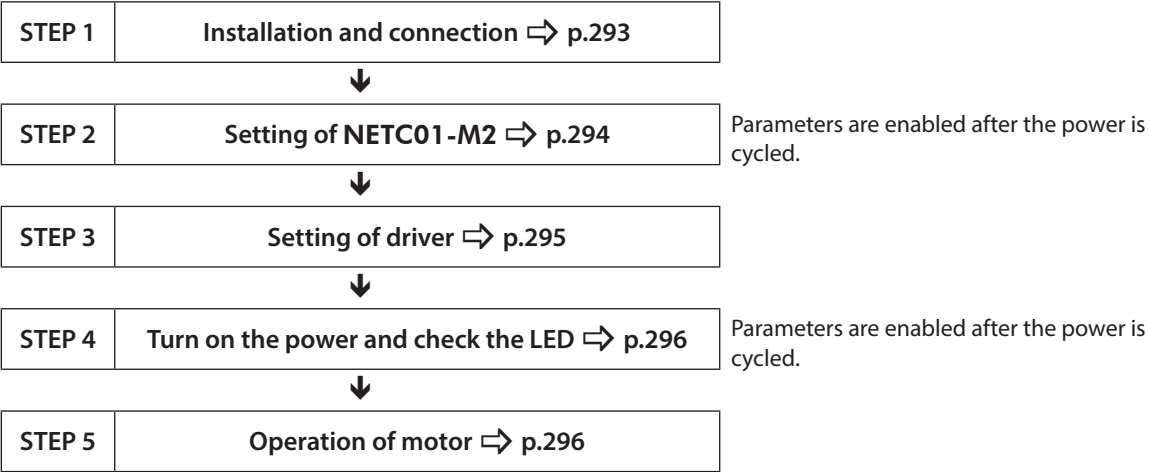 STEP 1 Installation and connection ⇨ p.293
STEP 2 Setting of NETC01-M2 ⇨ p.294
Parameters are enabled after the power is
cycled.
STEP 3 Setting of driver ⇨ p.295
STEP 4 Turn on the power and check the LED ⇨ p.296
Parameters are enabled after the power is
cycled.
STEP 5 Operation of motor ⇨ p.296